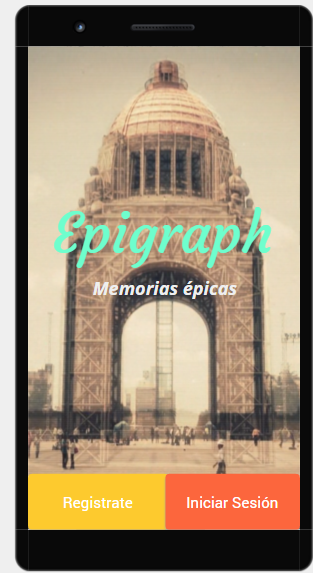 Epigraph
Memorias épicas
Registrate
Iniciar Sesión